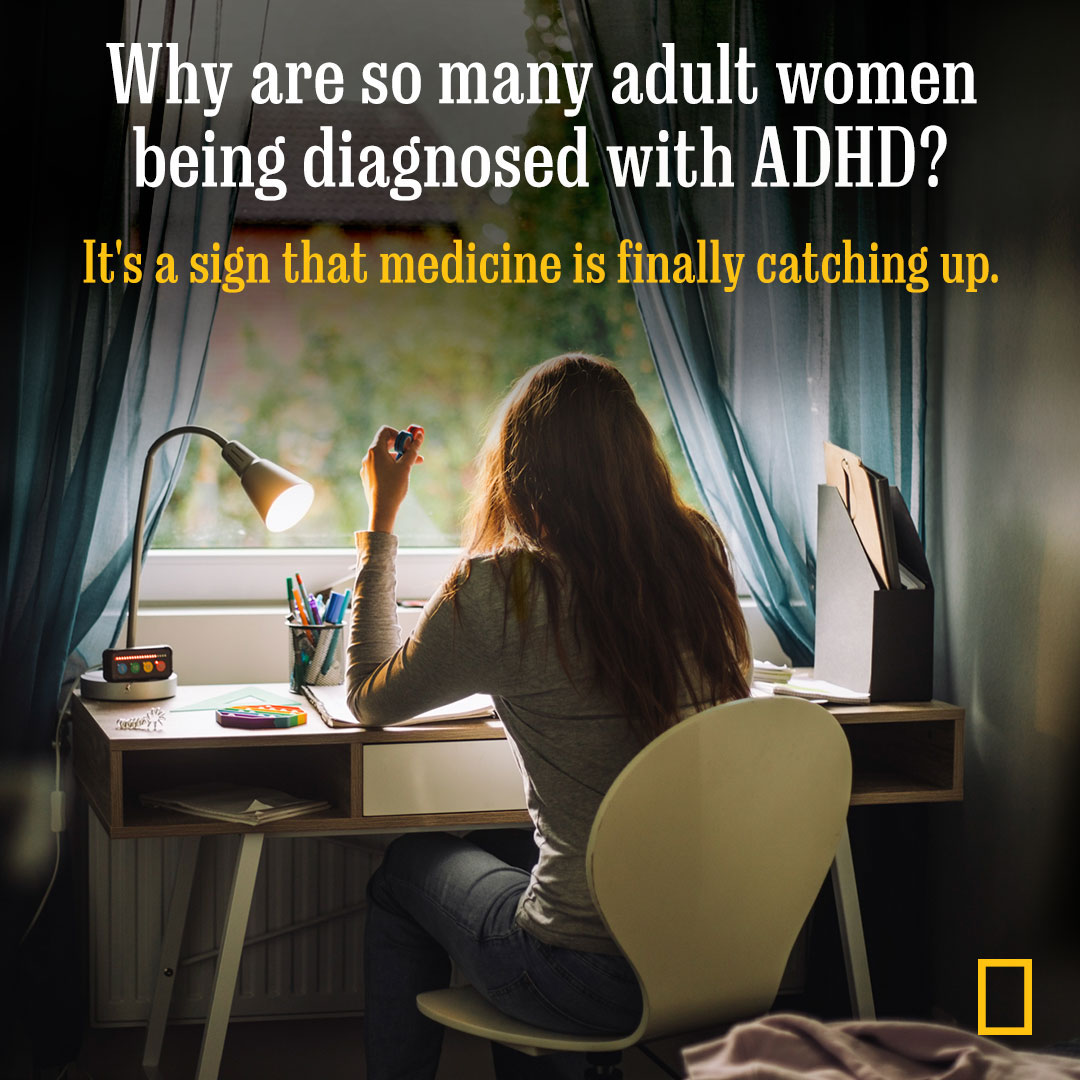 Why are so many adult women
being diagnosed with ADHD?
It's a sign that medicine is finally catching up.